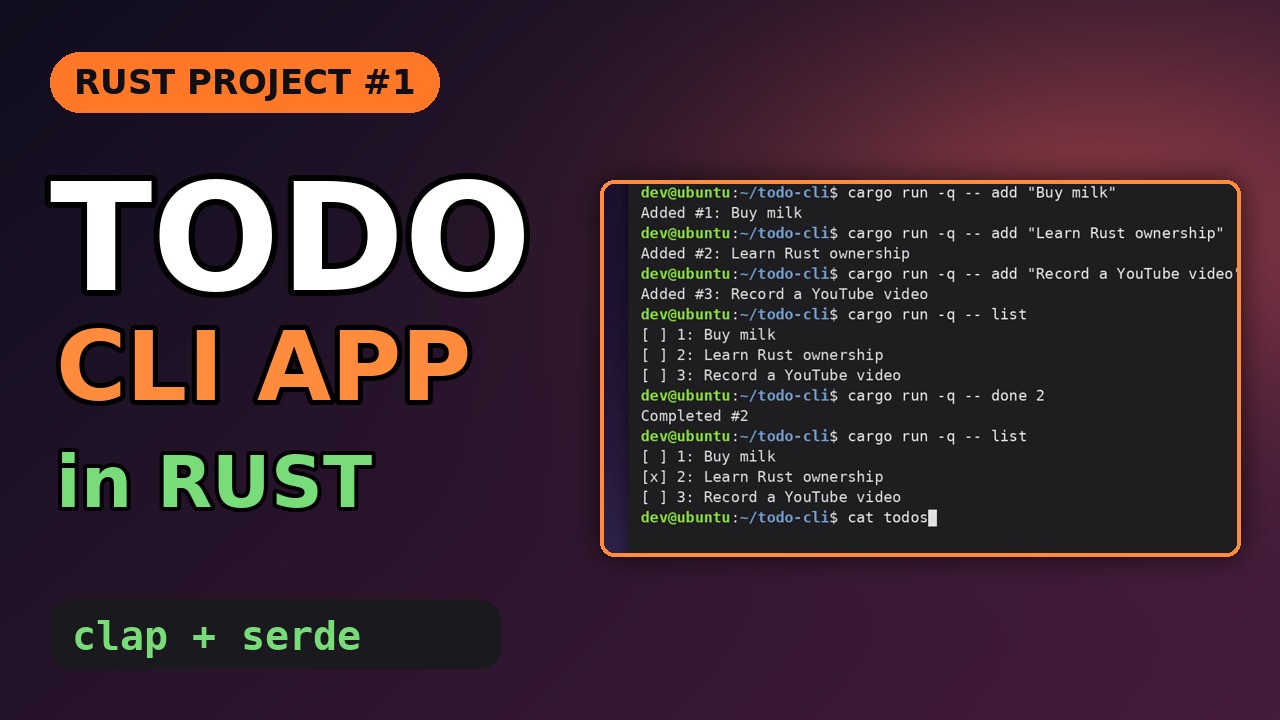 RUST PROJECT #1
TODO
CLI APP
in RUST
clap + serde
dev@ubuntu:~/todo-cli$ cargo run -q -- add "Buy milk"
Added #1: Buy milk
dev@ubuntu:~/todo-cli$ cargo run -q -- add "Learn Rust ownership"
Added #2: Learn Rust ownership
dev@ubuntu:~/todo-cli$ cargo run -q -- add "Record a YouTube video"
Added #3: Record a YouTube video
dev@ubuntu:~/todo-cli$ cargo run -q -- list
[ ] 1: Buy milk
[ ] 2: Learn Rust ownership
[ ] 3: Record a YouTube video
dev@ubuntu:~/todo-cli$ cargo run -q -- done 2
Completed #2
dev@ubuntu:~/todo-cli$ cargo run -q -- list
[ ] 1: Buy milk
[x] 2: Learn Rust ownership
[ ] 3: Record a YouTube video
dev@ubuntu:~/todo-cli$ cat todos